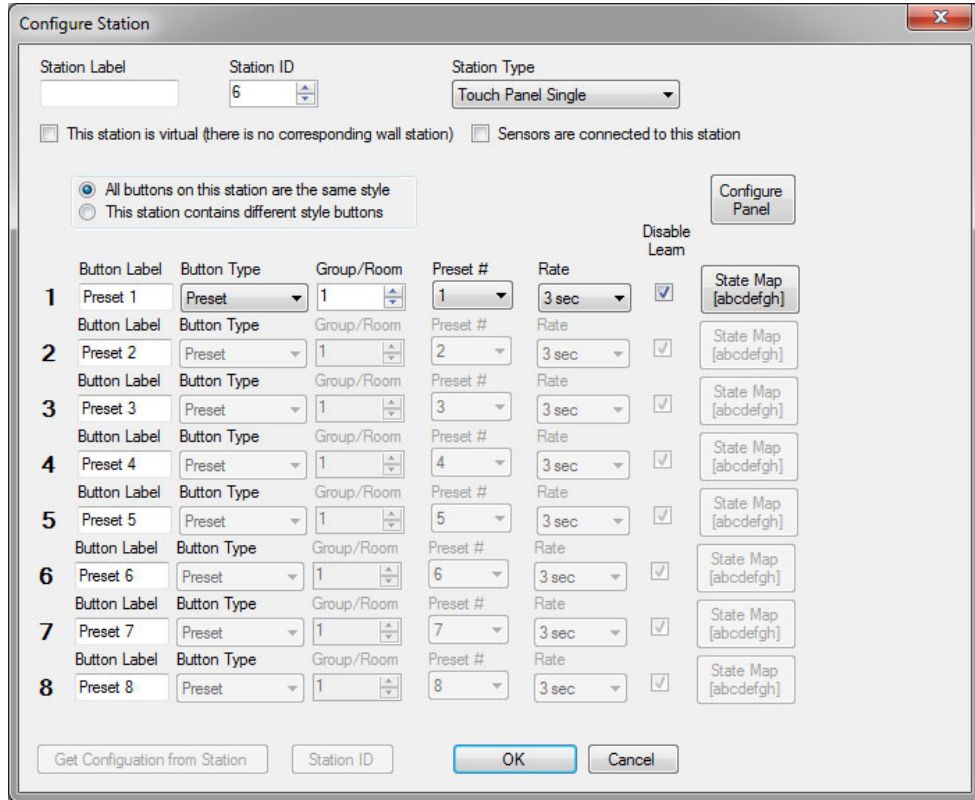 Configure Station
Station Label Station ID Station Type
6 Touch Panel Single
This station is virtual (there is no corresponding wall station) Sensors are connected to this station
All buttons on this station are the same style
This station contains different style buttons
Configure
Panel
Disable
Learn
Button Label Button Type Group/Room Preset # Rate
1 Preset 1 Preset 1 1 3 sec State Map
[abcdefgh]
Button Label Button Type Group/Room Preset # Rate
2 Preset 2 Preset 1 2 3 sec State Map
[abcdefgh]
Button Label Button Type Group/Room Preset # Rate
3 Preset 3 Preset 1 3 3 sec State Map
[abcdefgh]
Button Label Button Type Group/Room Preset # Rate
4 Preset 4 Preset 1 4 3 sec State Map
[abcdefgh]
Button Label Button Type Group/Room Preset # Rate
5 Preset 5 Preset 1 5 3 sec State Map
[abcdefgh]
Button Label Button Type Group/Room Preset # Rate
6 Preset 6 Preset 1 6 3 sec State Map
[abcdefgh]
Button Label Button Type Group/Room Preset # Rate
7 Preset 7 Preset 1 7 3 sec State Map
[abcdefgh]
Button Label Button Type Group/Room Preset # Rate
8 Preset 8 Preset 1 8 3 sec State Map
[abcdefgh]
Get Configuation from Station Station ID OK Cancel